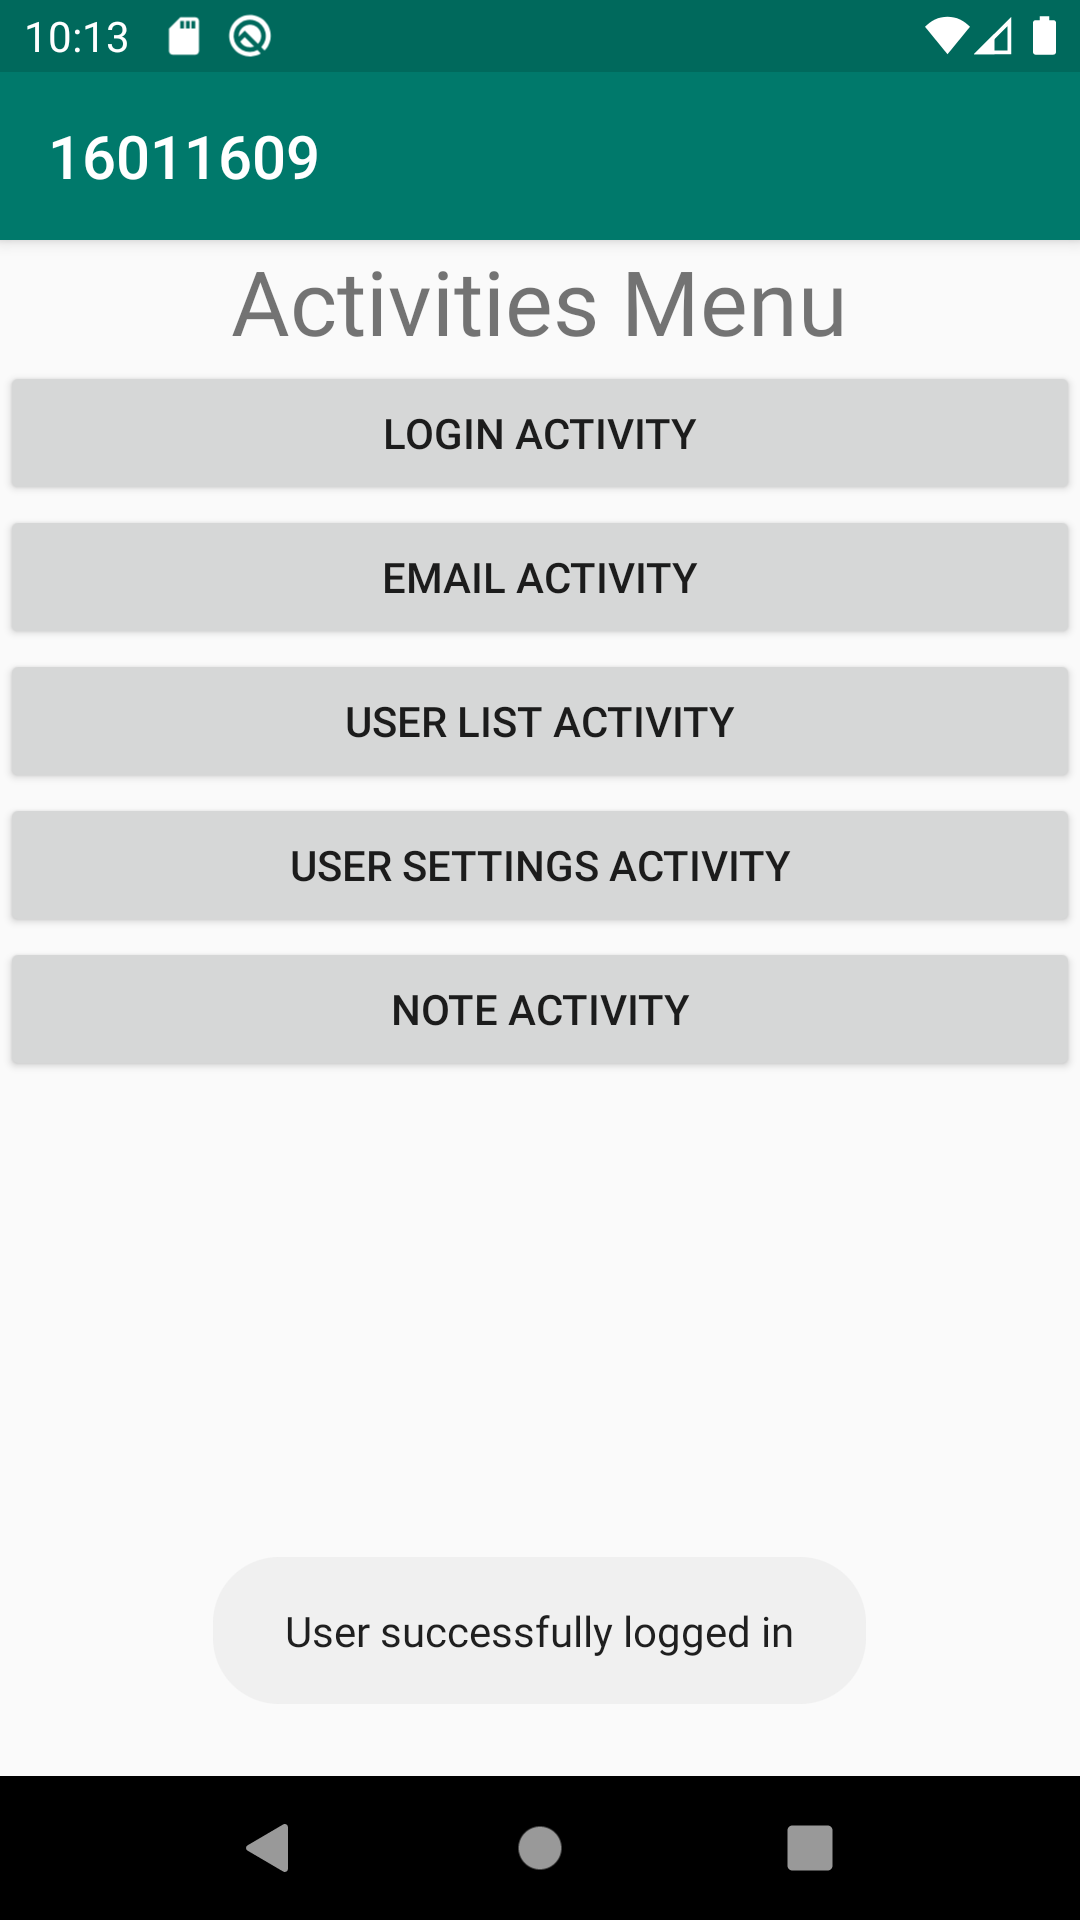 10:13
16011609
Activities Menu
LOGIN ACTIVITY
EMAIL ACTIVITY
USER LIST ACTIVITY
USER SETTINGS ACTIVITY
NOTE ACTIVITY
User successfully logged in